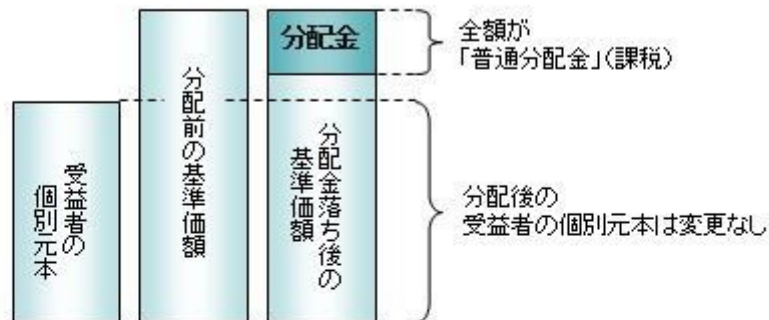 受益者の
個別元本
分配前の基準価額
分配金
分配金落ち後の
基準価額
全額が
「普通分配金」(課税)
分配後の
受益者の個別元本は変更なし